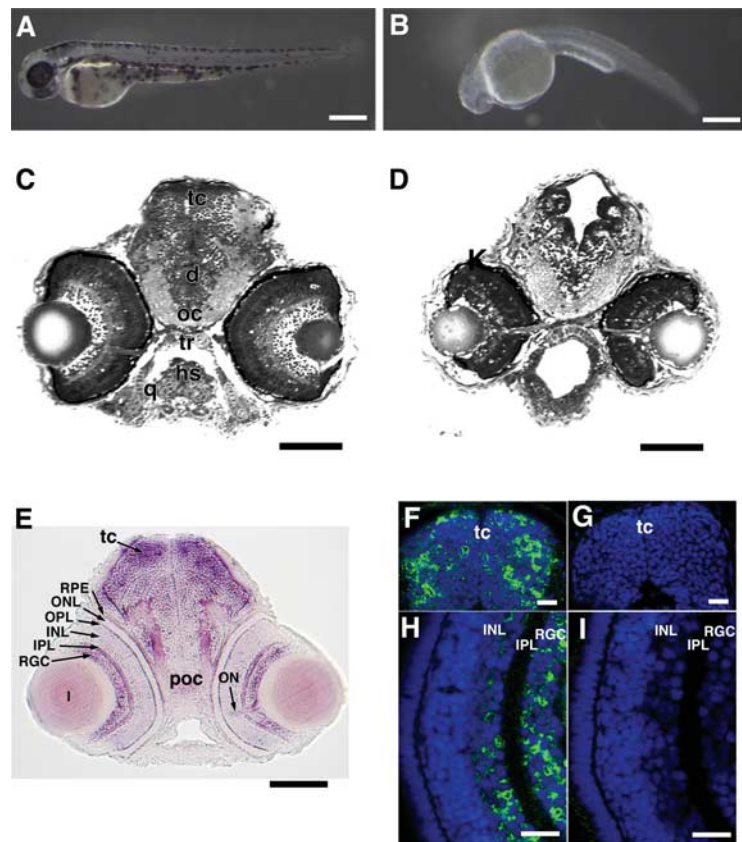 A
B
C
tc
d
oc
tr
hs
q
D
K
E
tc
RPE
ONL
OPL
INL
IPL
RGC
l
poc
ON
F
tc
G
tc
H
INL
RGC
IPL
I
INL
RGC
IPL